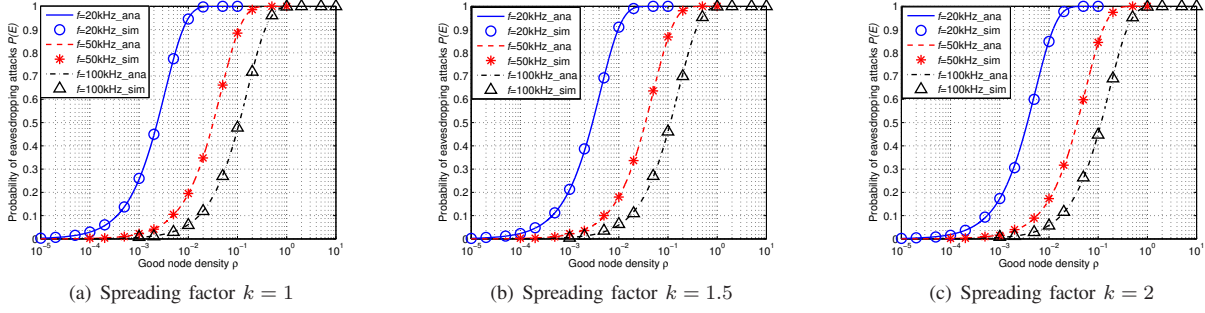 Probability of eavesdropping attacks P(E)
1
0.9
0.8
0.7
0.6
0.5
0.4
0.3
0.2
0.1
0
f=20kHz_ana
f=20kHz_sim
f=50kHz_ana
f=50kHz_sim
f=100kHz_ana
f=100kHz_sim
10⁻⁵ 10⁻⁴ 10⁻³ 10⁻² 10⁻¹ 10⁰ 10¹
Good node density ρ
(a) Spreading factor k = 1
Probability of eavesdropping attacks P(E)
1
0.9
0.8
0.7
0.6
0.5
0.4
0.3
0.2
0.1
0
f=20kHz_ana
f=20kHz_sim
f=50kHz_ana
f=50kHz_sim
f=100kHz_ana
f=100kHz_sim
10⁻⁵ 10⁻⁴ 10⁻³ 10⁻² 10⁻¹ 10⁰ 10¹
Good node density ρ
(b) Spreading factor k = 1.5
Probability of eavesdropping attacks P(E)
1
0.9
0.8
0.7
0.6
0.5
0.4
0.3
0.2
0.1
0
f=20kHz_ana
f=20kHz_sim
f=50kHz_ana
f=50kHz_sim
f=100kHz_ana
f=100kHz_sim
10⁻⁵ 10⁻⁴ 10⁻³ 10⁻² 10⁻¹ 10⁰ 10¹
Good node density ρ
(c) Spreading factor k = 2